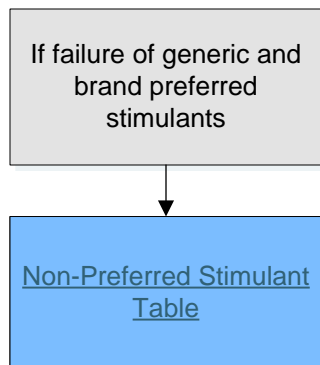 If failure of generic and
brand preferred
stimulants
Non-Preferred Stimulant
Table